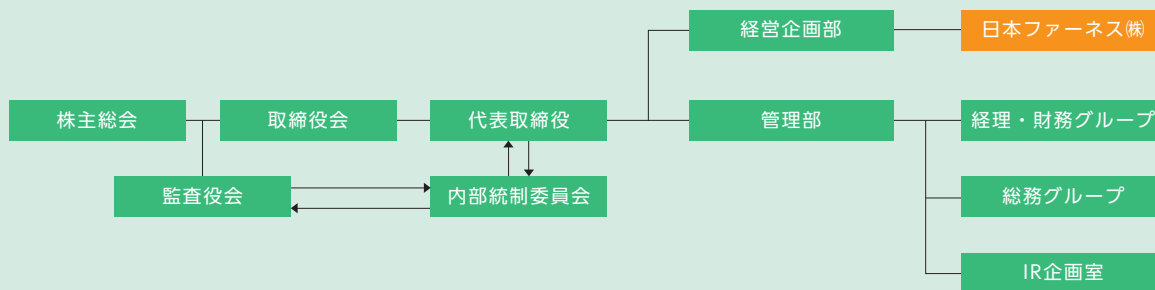 経営企画部
日本ファーネス㈱
株主総会
取締役会
代表取締役
管理部
経理・財務グループ
監査役会
内部統制委員会
総務グループ
IR企画室